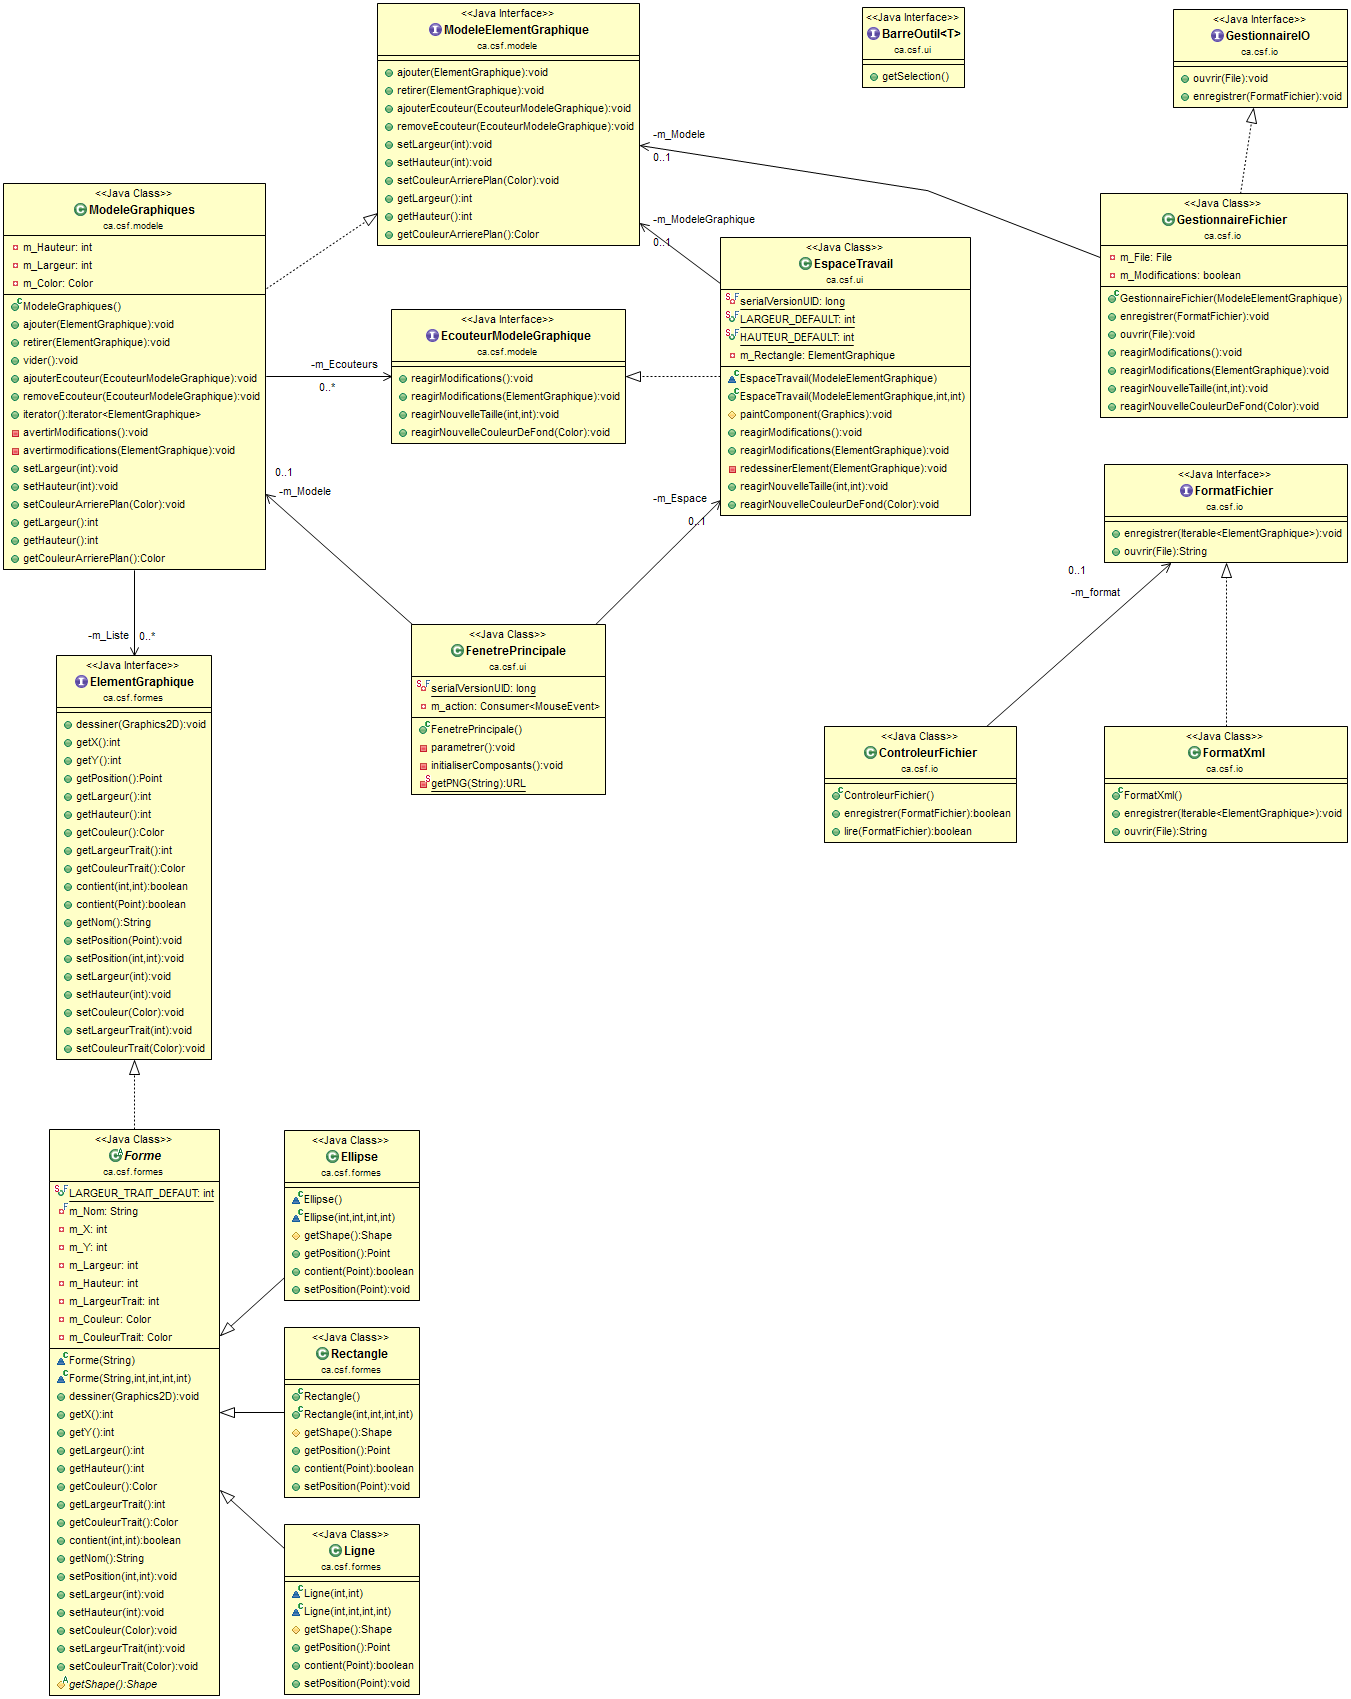 <<Java Interface>>
ModeleElementGraphique
ca.csf.modele
ajouter(ElementGraphique):void
retirer(ElementGraphique):void
ajouterEcouteur(EcouteurModeleGraphique):void
removeEcouteur(EcouteurModeleGraphique):void
setLargeur(int):void
setHauteur(int):void
setCouleurArrierePlan(Color):void
getLargeur():int
getHauteur():int
getCouleurArrierePlan():Color
<<Java Interface>>
BarreOutil<T>
ca.csf.ui
getSelection()
<<Java Interface>>
GestionnaireIO
ca.csf.io
ouvrir(File):void
enregistrer(FormatFichier):void
-m_Modele
0..1
<<Java Class>>
ModeleGraphiques
ca.csf.modele
m_Hauteur: int
m_Largeur: int
m_Color: Color
ModeleGraphiques()
ajouter(ElementGraphique):void
retirer(ElementGraphique):void
vider():void
ajouterEcouteur(EcouteurModeleGraphique):void
removeEcouteur(EcouteurModeleGraphique):void
iterator():Iterator<ElementGraphique>
avertirModifications():void
avertirmodifications(ElementGraphique):void
setLargeur(int):void
setHauteur(int):void
setCouleurArrierePlan(Color):void
getLargeur():int
getHauteur():int
getCouleurArrierePlan():Color
<<Java Class>>
GestionnaireFichier
ca.csf.io
m_File: File
m_Modifications: boolean
GestionnaireFichier(ModeleElementGraphique)
enregistrer(FormatFichier):void
ouvrir(File):void
reagirModifications():void
reagirModifications(ElementGraphique):void
reagirNouvelleTaille(int,int):void
reagirNouvelleCouleurDeFond(Color):void
-m_ModeleGraphique
0..1
<<Java Class>>
EspaceTravail
ca.csf.ui
serialVersionUID: long
LARGEUR_DEFAULT: int
HAUTEUR_DEFAULT: int
m_Rectangle: ElementGraphique
EspaceTravail(ModeleElementGraphique)
EspaceTravail(ModeleElementGraphique,int,int)
paintComponent(Graphics):void
reagirModifications():void
reagirModifications(ElementGraphique):void
redessinerElement(ElementGraphique):void
reagirNouvelleTaille(int,int):void
reagirNouvelleCouleurDeFond(Color):void
<<Java Interface>>
EcouteurModeleGraphique
ca.csf.modele
reagirModifications():void
reagirModifications(ElementGraphique):void
reagirNouvelleTaille(int,int):void
reagirNouvelleCouleurDeFond(Color):void
-m_Ecouteurs
0..*
0..1
-m_Modele
-m_Espace
0..1
<<Java Interface>>
FormatFichier
ca.csf.io
enregistrer(Iterable<ElementGraphique>):void
ouvrir(File):String
0..1
-m_format
-m_Liste
0..*
<<Java Class>>
FenetrePrincipale
ca.csf.ui
serialVersionUID: long
m_action: Consumer<MouseEvent>
FenetrePrincipale()
parametrer():void
initialiserComposants():void
getPNG(String):URL
<<Java Interface>>
ElementGraphique
ca.csf.formes
dessiner(Graphics2D):void
getX():int
getY():int
getPosition():Point
getLargeur():int
getHauteur():int
getCouleur():Color
getLargeurTrait():int
getCouleurTrait():Color
contient(int,int):boolean
contient(Point):boolean
getNom():String
setPosition(Point):void
setPosition(int,int):void
setLargeur(int):void
setHauteur(int):void
setCouleur(Color):void
setLargeurTrait(int):void
setCouleurTrait(Color):void
<<Java Class>>
ControleurFichier
ca.csf.io
ControleurFichier()
enregistrer(FormatFichier):boolean
lire(FormatFichier):boolean
<<Java Class>>
FormatXml
ca.csf.io
FormatXml()
enregistrer(Iterable<ElementGraphique>):void
ouvrir(File):String
<<Java Class>>
Forme
ca.csf.formes
LARGEUR_TRAIT_DEFAUT: int
m_Nom: String
m_X: int
m_Y: int
m_Largeur: int
m_Hauteur: int
m_LargeurTrait: int
m_Couleur: Color
m_CouleurTrait: Color
Forme(String)
Forme(String,int,int,int,int)
dessiner(Graphics2D):void
getX():int
getY():int
getLargeur():int
getHauteur():int
getCouleur():Color
getLargeurTrait():int
getCouleurTrait():Color
contient(int,int):boolean
getNom():String
setPosition(int,int):void
setLargeur(int):void
setHauteur(int):void
setCouleur(Color):void
setLargeurTrait(int):void
setCouleurTrait(Color):void
getShape():Shape
<<Java Class>>
Ellipse
ca.csf.formes
Ellipse()
Ellipse(int,int,int,int)
getShape():Shape
getPosition():Point
contient(Point):boolean
setPosition(Point):void
<<Java Class>>
Rectangle
ca.csf.formes
Rectangle()
Rectangle(int,int,int,int)
getShape():Shape
getPosition():Point
contient(Point):boolean
setPosition(Point):void
<<Java Class>>
Ligne
ca.csf.formes
Ligne(int,int)
Ligne(int,int,int,int)
getShape():Shape
getPosition():Point
contient(Point):boolean
setPosition(Point):void